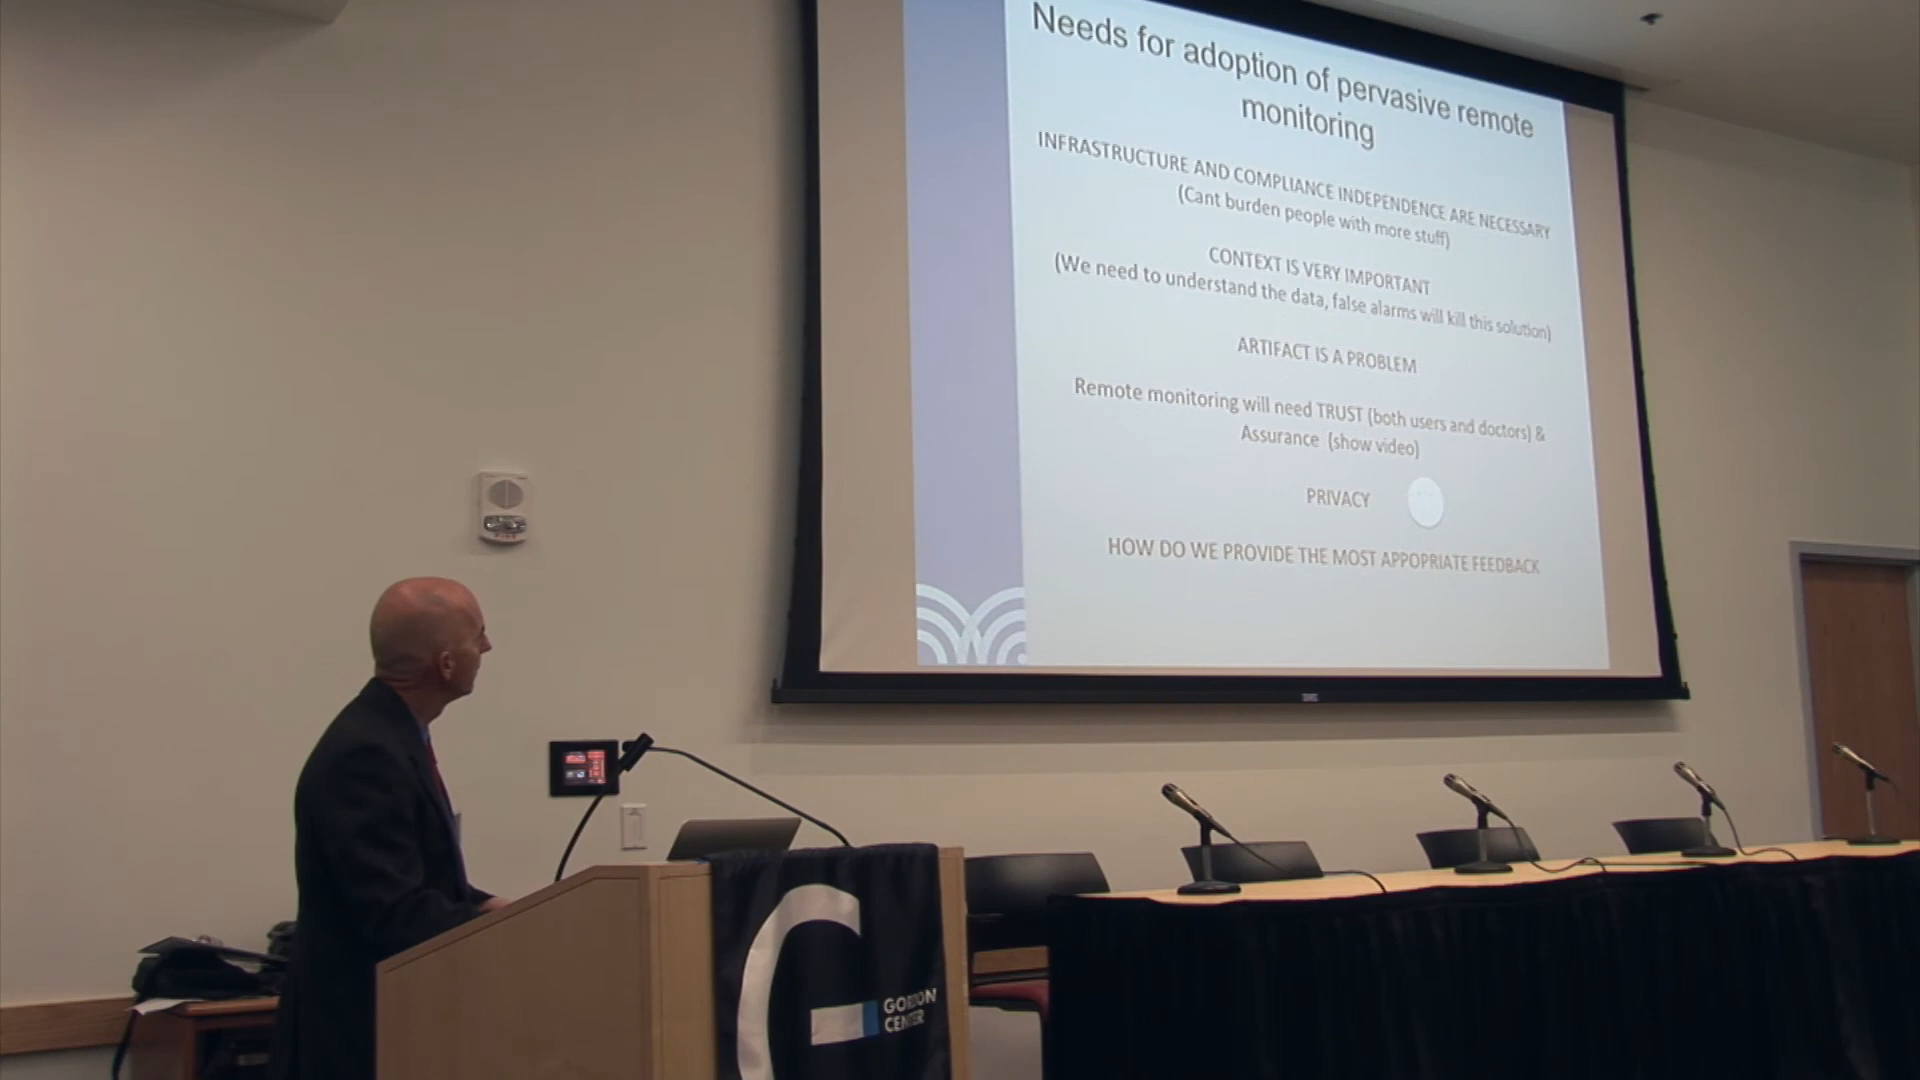 Needs for adoption of pervasive remote
monitoring
INFRASTRUCTURE AND COMPLIANCE INDEPENDENCE ARE NECESSARY
(Cant burden people with more stuff)
CONTEXT IS VERY IMPORTANT
(We need to understand the data, false alarms will kill this solution)
ARTIFACT IS A PROBLEM
Remote monitoring will need TRUST (both users and doctors) &
Assurance (show video)
PRIVACY
HOW DO WE PROVIDE THE MOST APPOPRIATE FEEDBACK
GORDON
CENTER